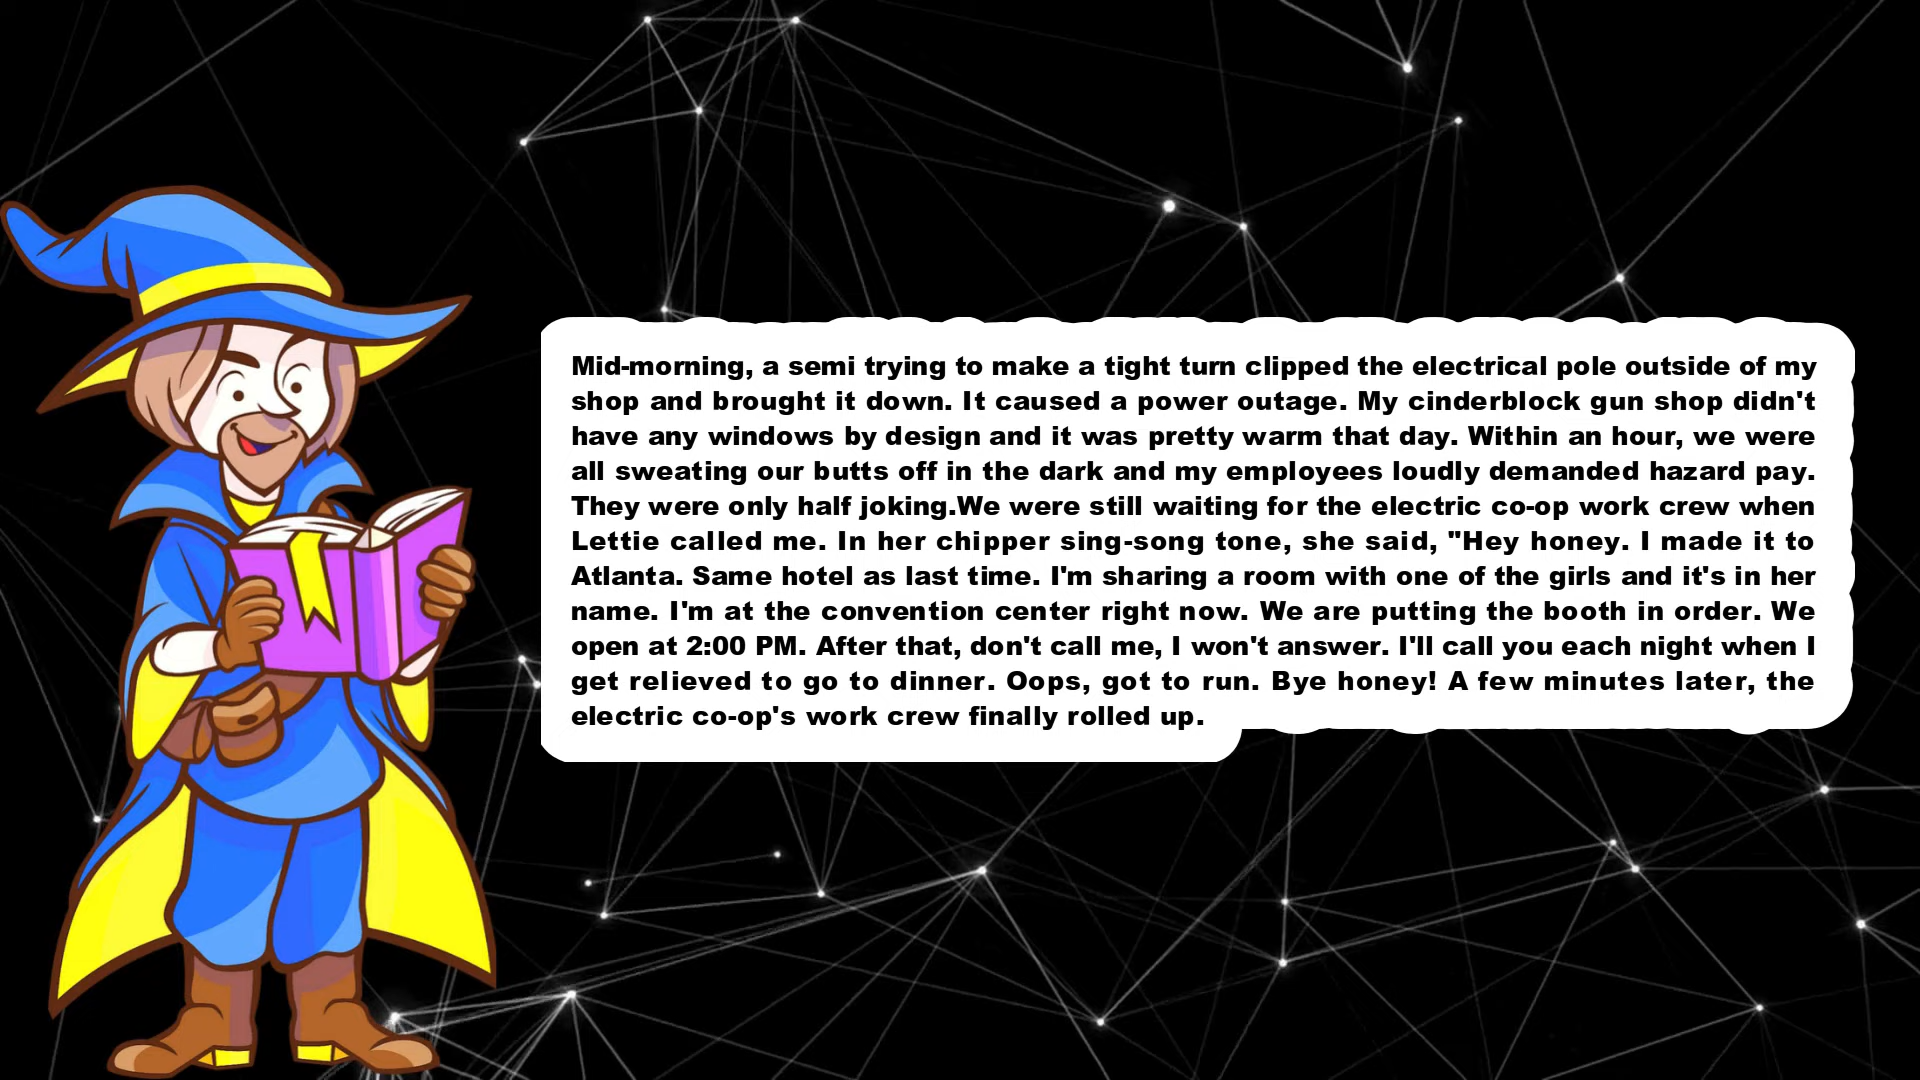 Mid-morning, a semi trying to make a tight turn clipped the electrical pole outside of my
shop and brought it down. It caused a power outage. My cinderblock gun shop didn't
have any windows by design and it was pretty warm that day. Within an hour, we were
all sweating our butts off in the dark and my employees loudly demanded hazard pay.
They were only half joking.We were still waiting for the electric co-op work crew when
Lettie called me. In her chipper sing-song tone, she said, "Hey honey. I made it to
Atlanta. Same hotel as last time. I'm sharing a room with one of the girls and it's in her
name. I'm at the convention center right now. We are putting the booth in order. We
open at 2:00 PM. After that, don't call me, I won't answer. I'll call you each night when I
get relieved to go to dinner. Oops, got to run. Bye honey! A few minutes later, the
electric co-op's work crew finally rolled up.